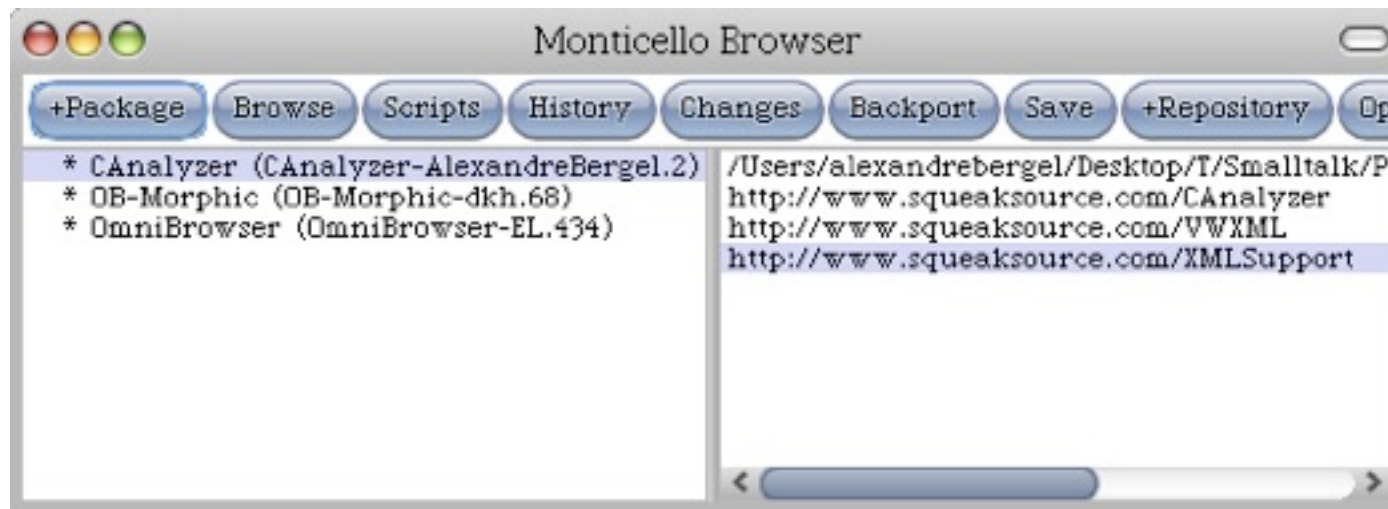 Monticello Browser
+Package Browse Scripts History Changes Backport Save +Repository Op
* CAnalyzer (CAnalyzer-AlexandreBergel.2)
* OB-Morphic (OB-Morphic-dkh.68)
* OmniBrowser (OmniBrowser-EL.434)
/Users/alexandrebergel/Desktop/T/Smalltalk/P
http://www.squeaksource.com/CAnalyzer
http://www.squeaksource.com/VWXML
http://www.squeaksource.com/XMLSupport